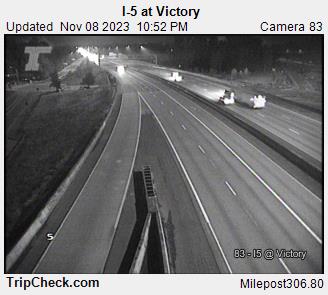 I-5 at Victory
Updated Nov 08 2023 10:52 PM Camera 83
T
S
83 - I5 @ Victory
TripCheck.com Milepost306.80